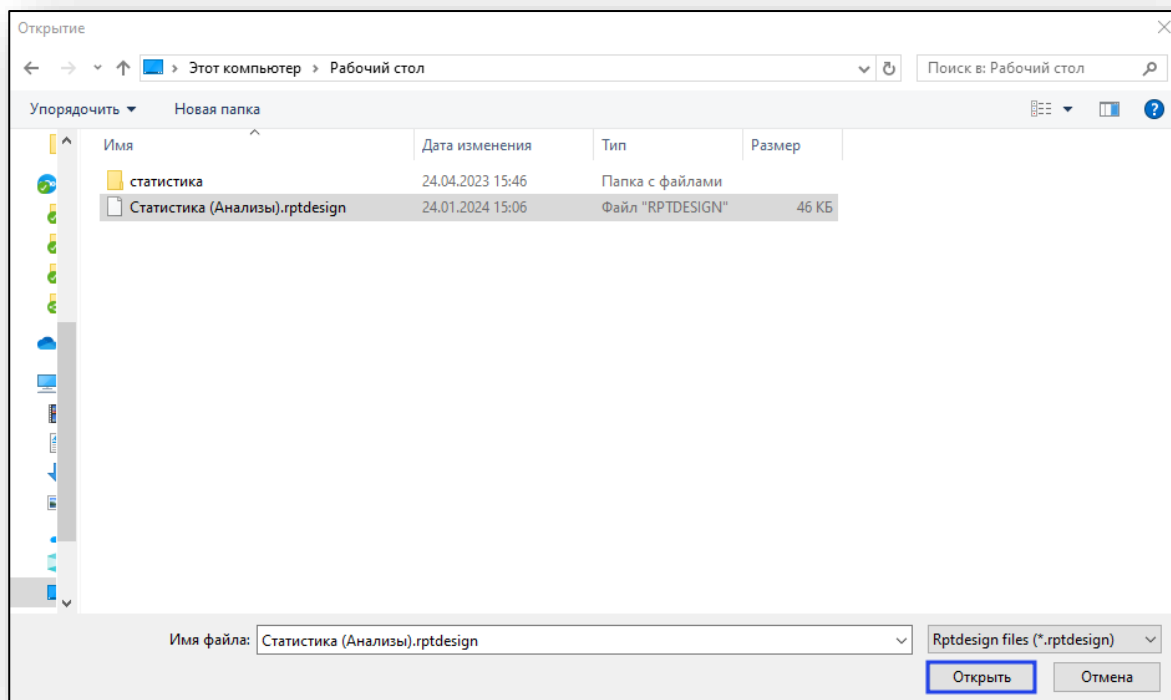 Открытие
Этот компьютер > Рабочий стол
Поиск в: Рабочий стол
Упорядочить Новая папка
Имя Дата изменения Тип Размер
статистика 24.04.2023 15:46 Папка с файлами
Статистика (Анализы).rptdesign 24.01.2024 15:06 Файл "RPTDESIGN" 46 КБ
Имя файла: Статистика (Анализы).rptdesign Rptdesign files (*.rptdesign)
Открыть Отмена